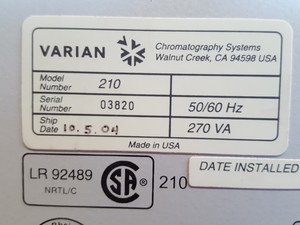 VARIAN
Chromatography Systems
Walnut Creek, CA 94598 USA
Model
Number 210
Serial
Number 03820 50/60 Hz
Ship
Date 10.5.04 270 VA
Made in USA
LR 92489
NRTL/C
SA
210
DATE INSTALLED